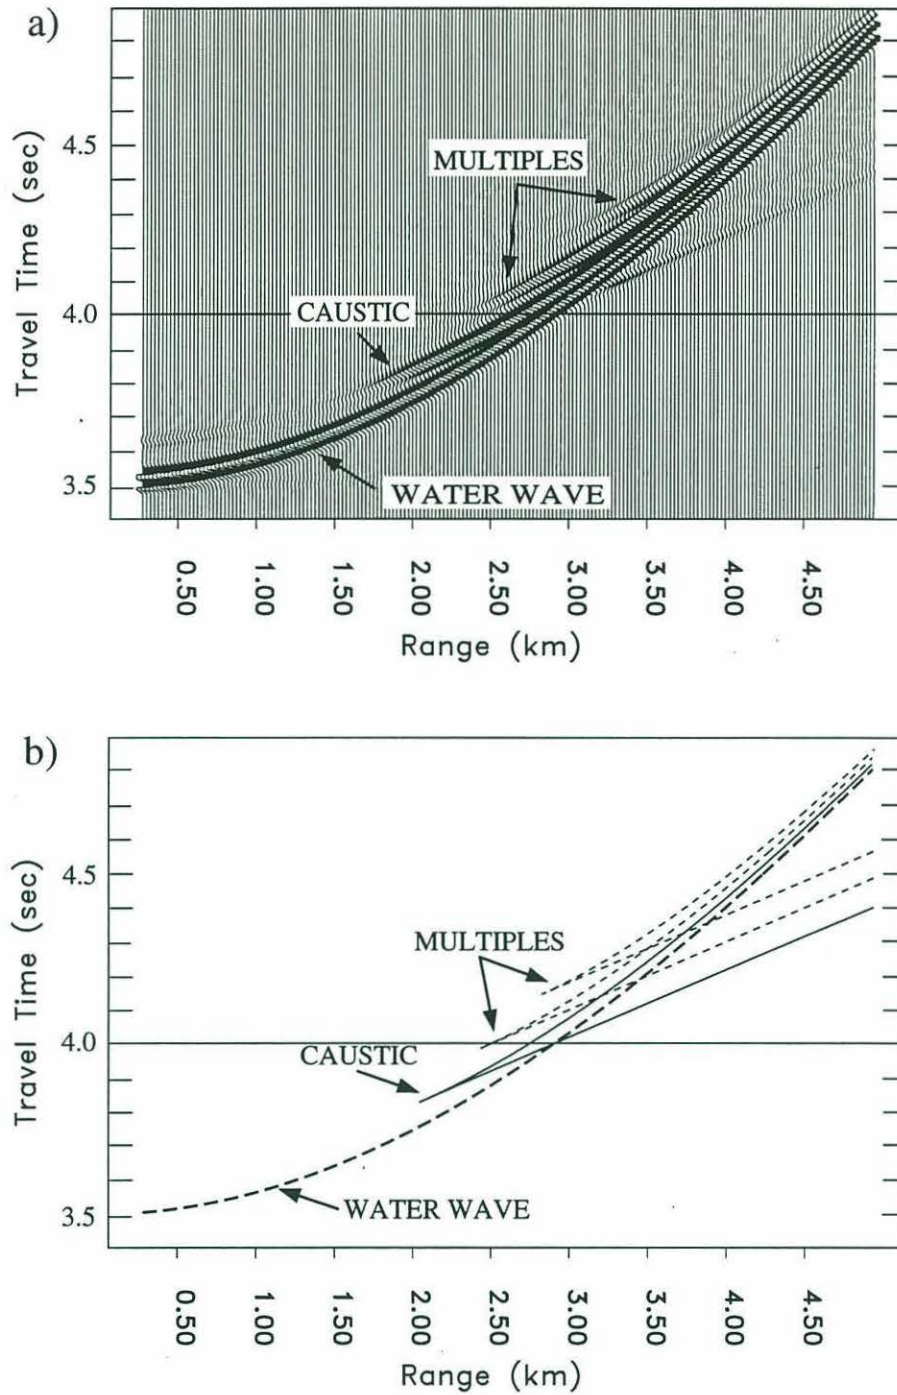 a)
MULTIPLES
CAUSTIC
WATER WAVE
Travel Time (sec)
4.5
4.0
3.5
0.50
1.00
1.50
2.00
2.50
3.00
3.50
4.00
4.50
Range (km)
b)
MULTIPLES
CAUSTIC
WATER WAVE
Travel Time (sec)
4.5
4.0
3.5
0.50
1.00
1.50
2.00
2.50
3.00
3.50
4.00
4.50
Range (km)